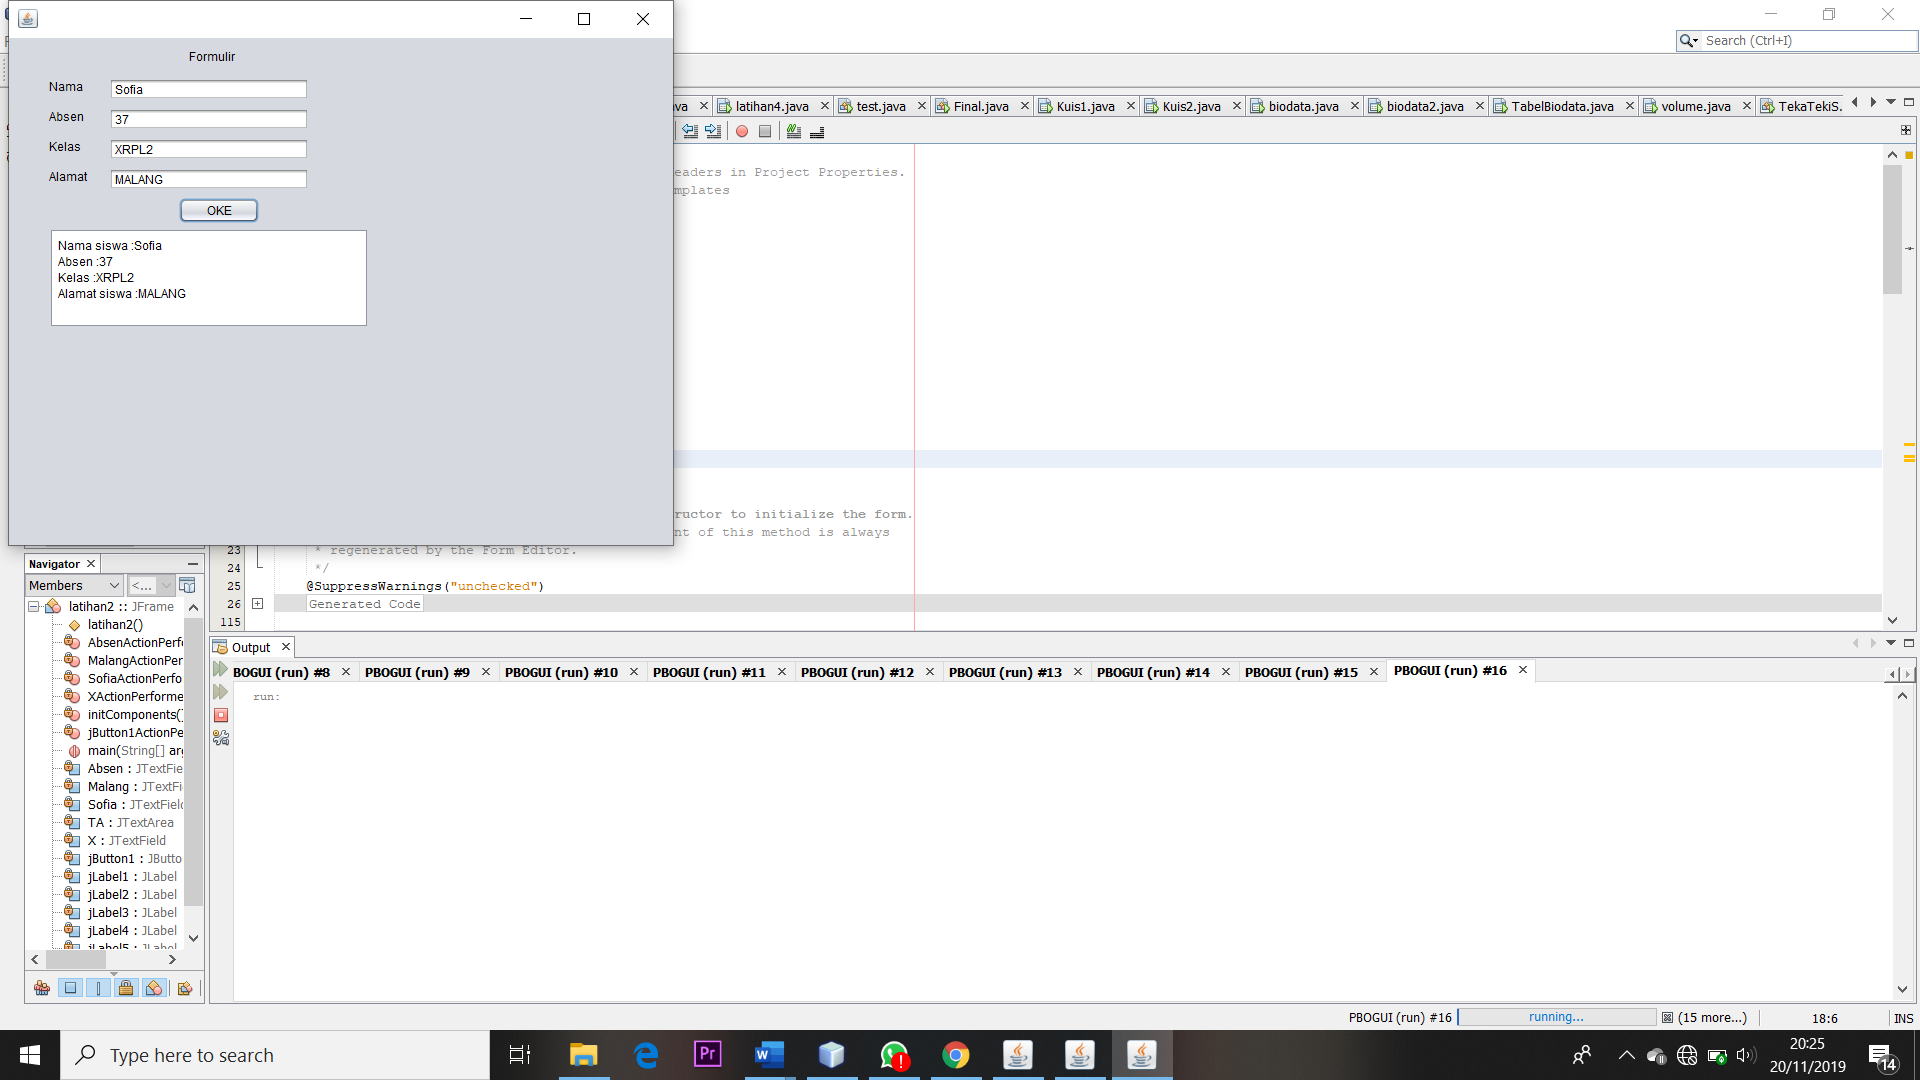 Formulir
Nama Sofia
Absen 37
Kelas XRPL2
Alamat MALANG
OKE
Nama siswa :Sofia
Absen :37
Kelas :XRPL2
Alamat siswa :MALANG
Search (Ctrl+I)
latihan4.java test.java Final.java Kuis1.java Kuis2.java biodata.java biodata2.java TabelBiodata.java volume.java TekaTekiS.
eaders in Project Properties.
mplates
ructor to initialize the form.
nt of this method is always
23 * regenerated by the Form Editor.
24 */
25 @SuppressWarnings("unchecked")
26 Generated Code
115
Navigator
Members <...
latihan2 :: JFrame
latihan2()
AbsenActionPerfo
MalangActionPer
SofiaActionPerfo
XActionPerforme
initComponents()
jButton1ActionPe
main(String[] arg
Absen : JTextFie
Malang : JTextFi
Sofia : JTextField
TA : JTextArea
X : JTextField
jButton1 : JButto
jLabel1 : JLabel
jLabel2 : JLabel
jLabel3 : JLabel
jLabel4 : JLabel
jLabel5 : JLabel
Output
BOGUI (run) #8 PBOGUI (run) #9 PBOGUI (run) #10 PBOGUI (run) #11 PBOGUI (run) #12 PBOGUI (run) #13 PBOGUI (run) #14 PBOGUI (run) #15 PBOGUI (run) #16
run:
PBOGUI (run) #16 running... (15 more...) 18:6 INS
Type here to search
20:25
20/11/2019
14